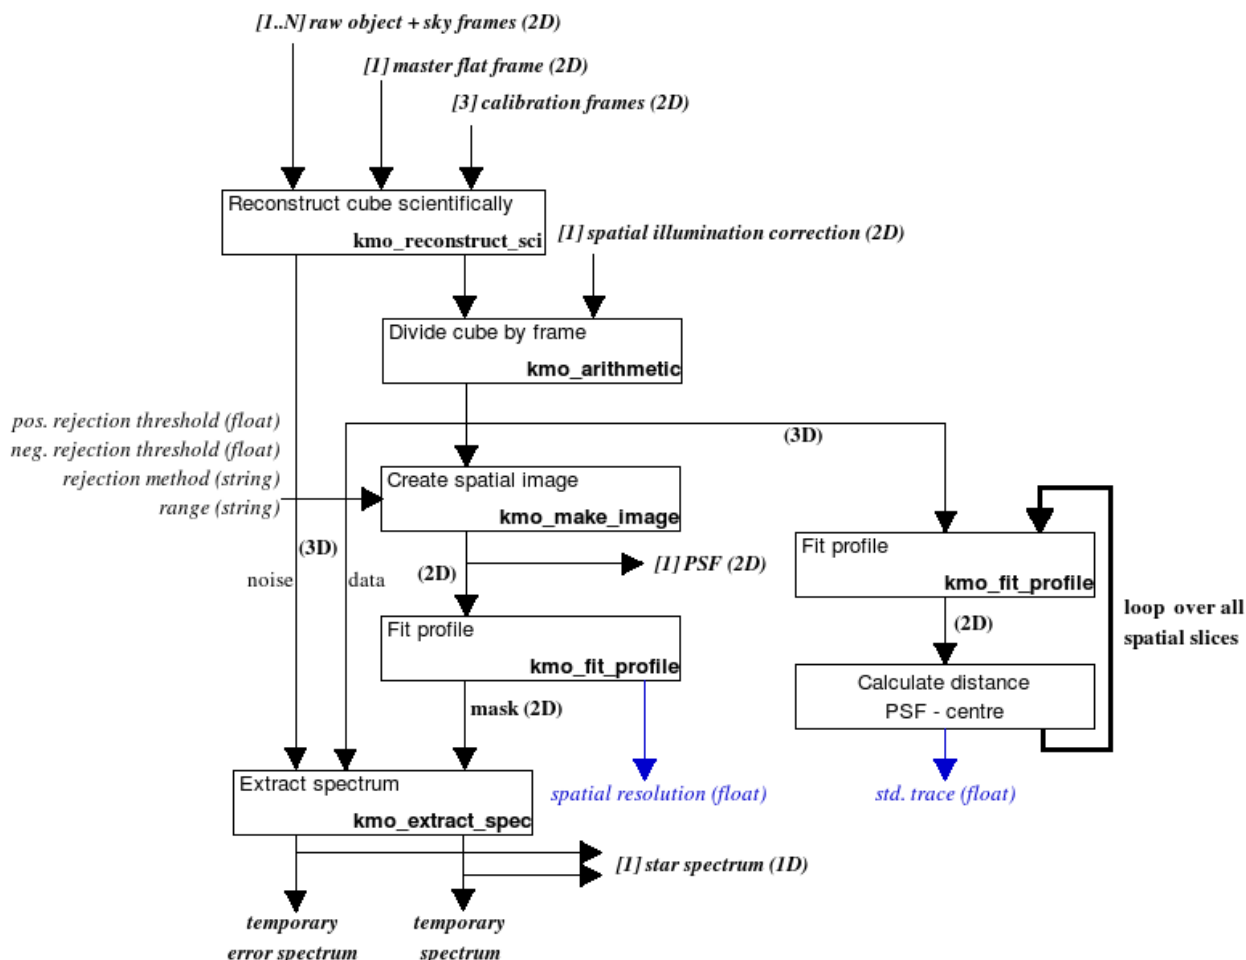 [1..N] raw object + sky frames (2D)
[1] master flat frame (2D)
[3] calibration frames (2D)
Reconstruct cube scientifically
kmo_reconstruct_sci
[1] spatial illumination correction (2D)
Divide cube by frame
kmo_arithmetic
pos. rejection threshold (float)
neg. rejection threshold (float)
rejection method (string)
range (string)
(3D)
Create spatial image
kmo_make_image
(3D)
noise
data
(2D)
[1] PSF (2D)
Fit profile
kmo_fit_profile
(2D)
loop over all
spatial slices
Fit profile
kmo_fit_profile
mask (2D)
Calculate distance
PSF - centre
Extract spectrum
kmo_extract_spec
spatial resolution (float)
std. trace (float)
[1] star spectrum (1D)
temporary
error spectrum
temporary
spectrum